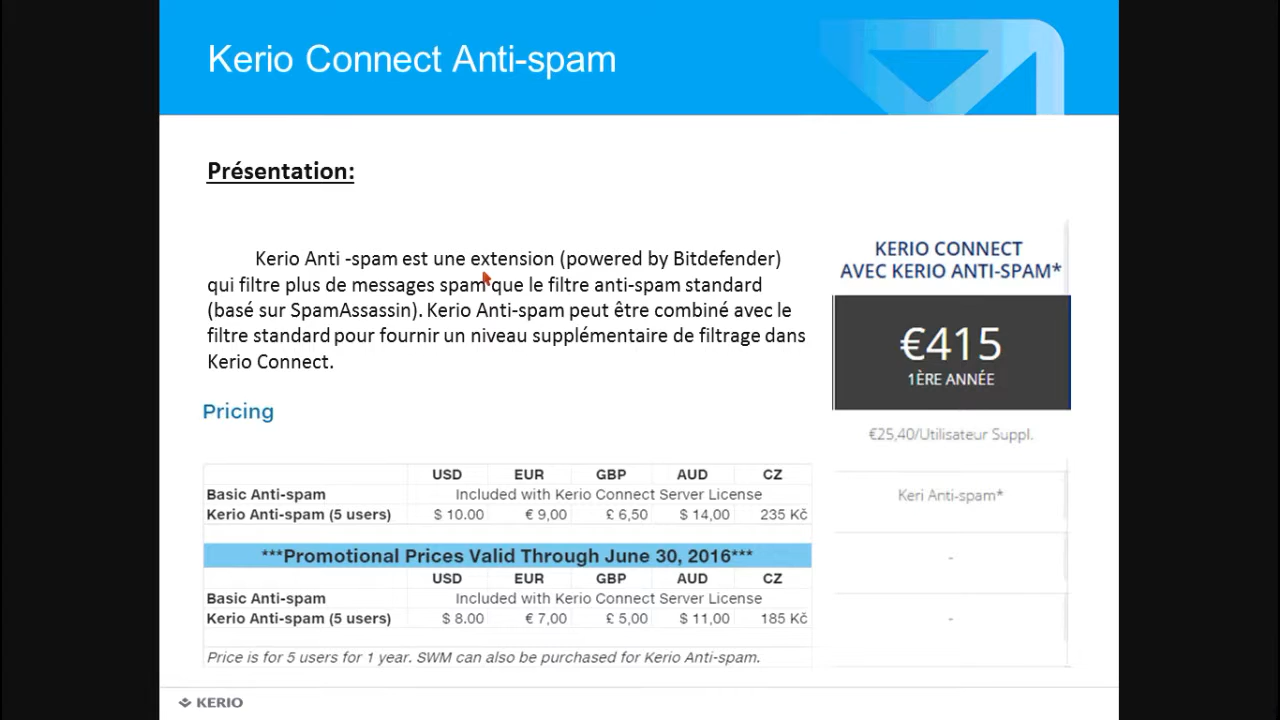 Kerio Connect Anti-spam
Présentation:
Kerio Anti -spam est une extension (powered by Bitdefender)
qui filtre plus de messages spam que le filtre anti-spam standard
(basé sur SpamAssassin). Kerio Anti-spam peut être combiné avec le
filtre standard pour fournir un niveau supplémentaire de filtrage dans
Kerio Connect.
Pricing
USD EUR GBP AUD CZ
Basic Anti-spam Included with Kerio Connect Server License
Kerio Anti-spam (5 users) $ 10.00 € 9,00 £ 6,50 $ 14,00 235 Kč
***Promotional Prices Valid Through June 30, 2016***
USD EUR GBP AUD CZ
Basic Anti-spam Included with Kerio Connect Server License
Kerio Anti-spam (5 users) $ 8.00 € 7,00 £ 5,00 $ 11,00 185 Kč
Price is for 5 users for 1 year. SWM can also be purchased for Kerio Anti-spam.
KERIO CONNECT
AVEC KERIO ANTI-SPAM*
€415
1ÈRE ANNÉE
€25,40/Utilisateur Suppl.
Keri Anti-spam*
-
-
KERIO